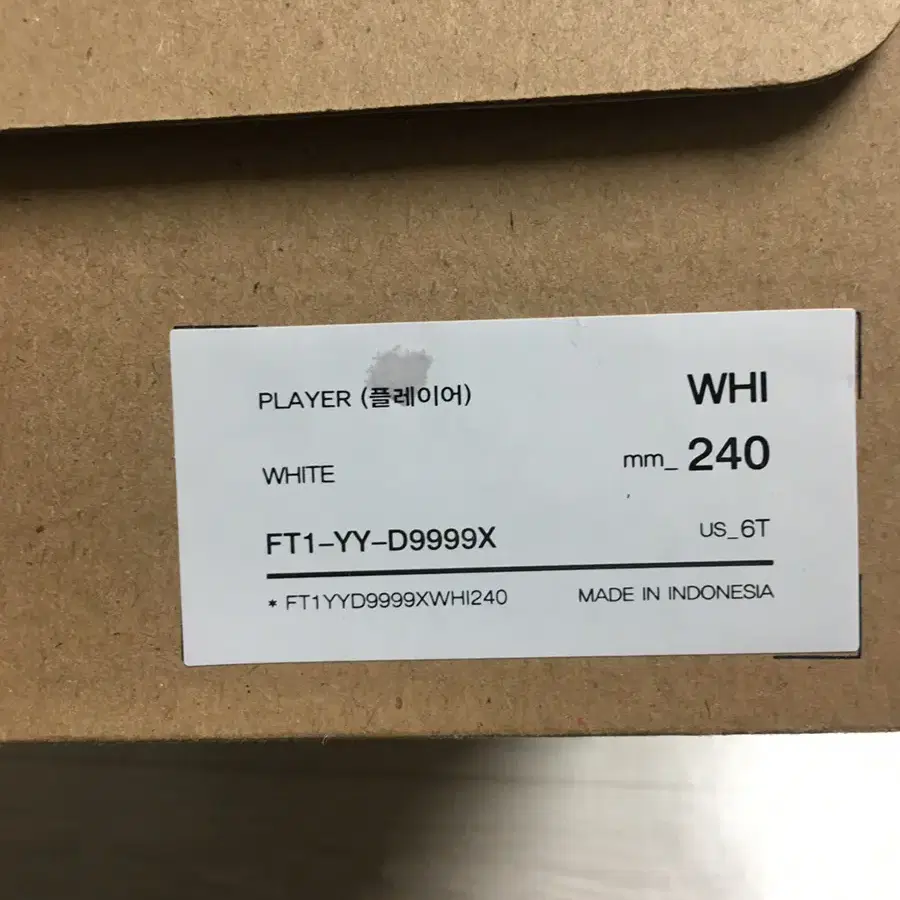 PLAYER (플레이어)
WHI
WHITE
mm_ 240
FT1-YY-D9999X
US_6T
* FT1YYD9999XWHI240
MADE IN INDONESIA